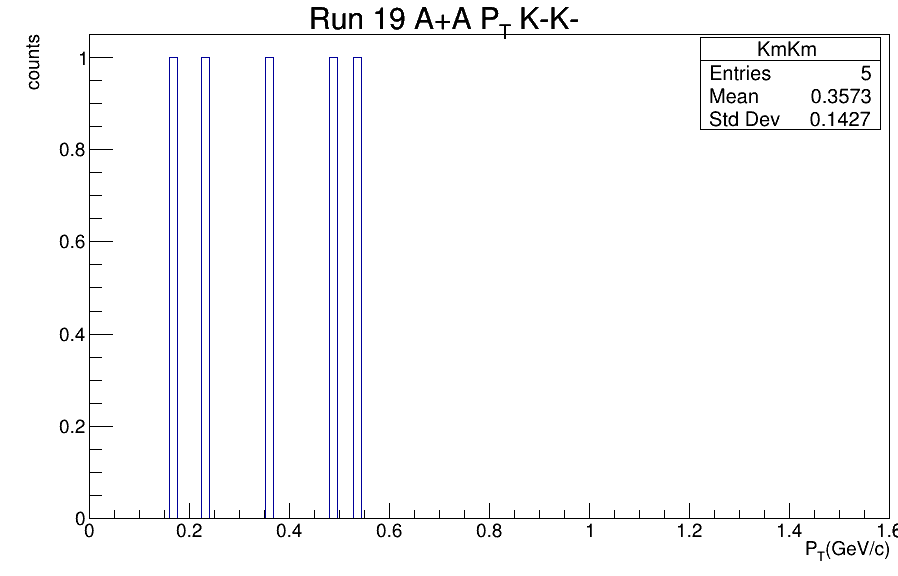 Run 19 A+A P_T K-K-
counts
KmKm
Entries 5
Mean 0.3573
Std Dev 0.1427
1
0.8
0.6
0.4
0.2
0
0 0.2 0.4 0.6 0.8 1 1.2 1.4 1.6
P_T(GeV/c)